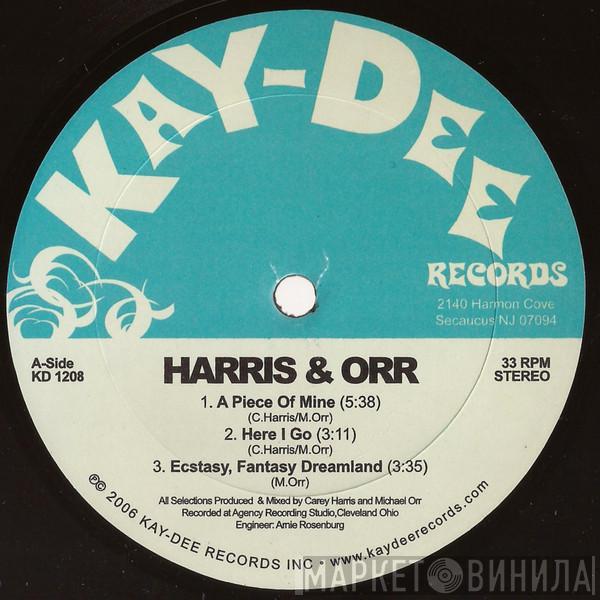 KAY-DEE
RECORDS
2140 Harmon Cove
Secaucus NJ 07094
A-Side
KD 1208
HARRIS & ORR
33 RPM
STEREO
1. A Piece Of Mine (5:38)
(C.Harris/M.Orr)
2. Here I Go (3:11)
(C.Harris/M.Orr)
3. Ecstasy, Fantasy Dreamland (3:35)
(M.Orr)
All Selections Produced & Mixed by Carey Harris and Michael Orr
Recorded at Agency Recording Studio,Cleveland Ohio
Engineer: Arnie Rosenburg
℗© 2006 KAY-DEE RECORDS INC • www.kaydeerecords.com
МАРКЕТ ВИНИЛА